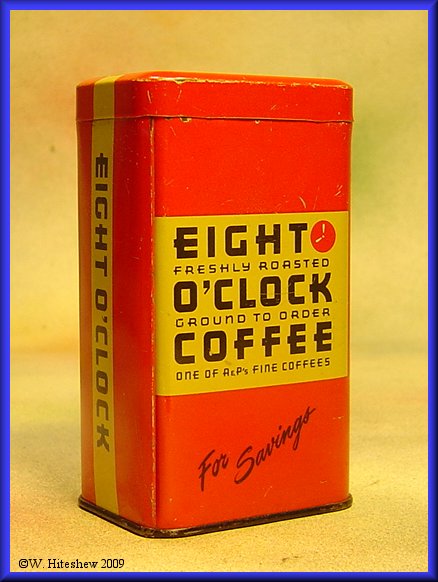 EIGHT O'CLOCK
EIGHT
FRESHLY ROASTED
O'CLOCK
GROUND TO ORDER
COFFEE
ONE OF A&P's FINE COFFEES
For Savings
©W. Hiteshew 2009